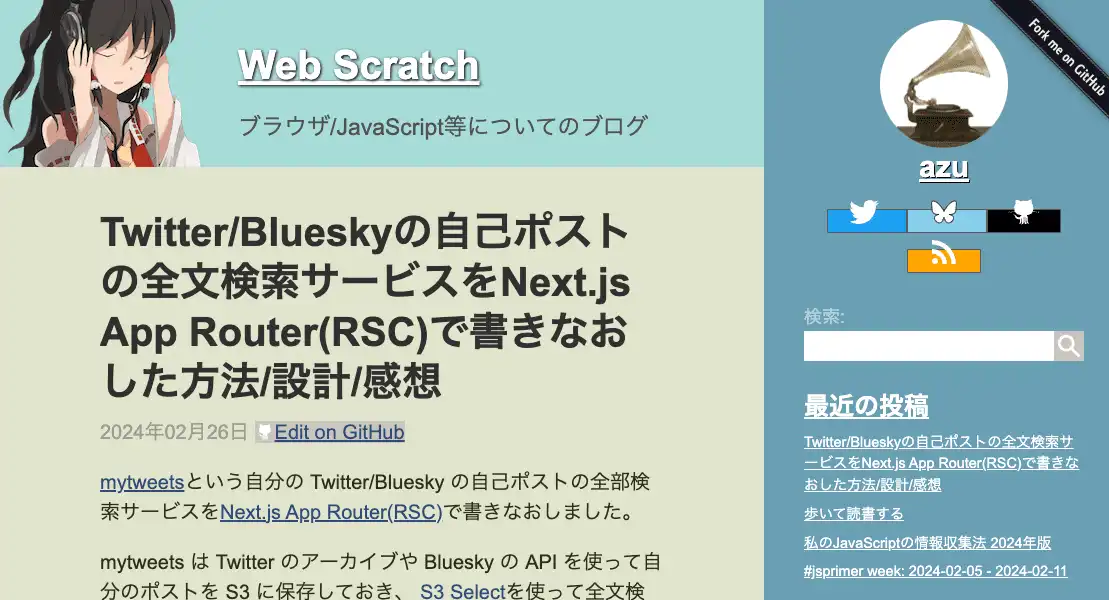 Web Scratch
ブラウザ/JavaScript等についてのブログ
Twitter/Blueskyの自己ポスト
の全文検索サービスをNext.js
App Router(RSC)で書きなお
した方法/設計/感想
2024年02月26日 Edit on GitHub
mytweetsという自分の Twitter/Bluesky の自己ポストの全部検
索サービスをNext.js App Router(RSC)で書きなおしました。
mytweets は Twitter のアーカイブや Bluesky の API を使って自
分のポストを S3 に保存しておき、 S3 Selectを使って全文検
Fork me on GitHub
azu
検索:
最近の投稿
Twitter/Blueskyの自己ポストの全文検索サ
ービスをNext.js App Router(RSC)で書きな
おした方法/設計/感想
歩いて読書する
私のJavaScriptの情報収集法 2024年版
#jsprimer week: 2024-02-05 - 2024-02-11